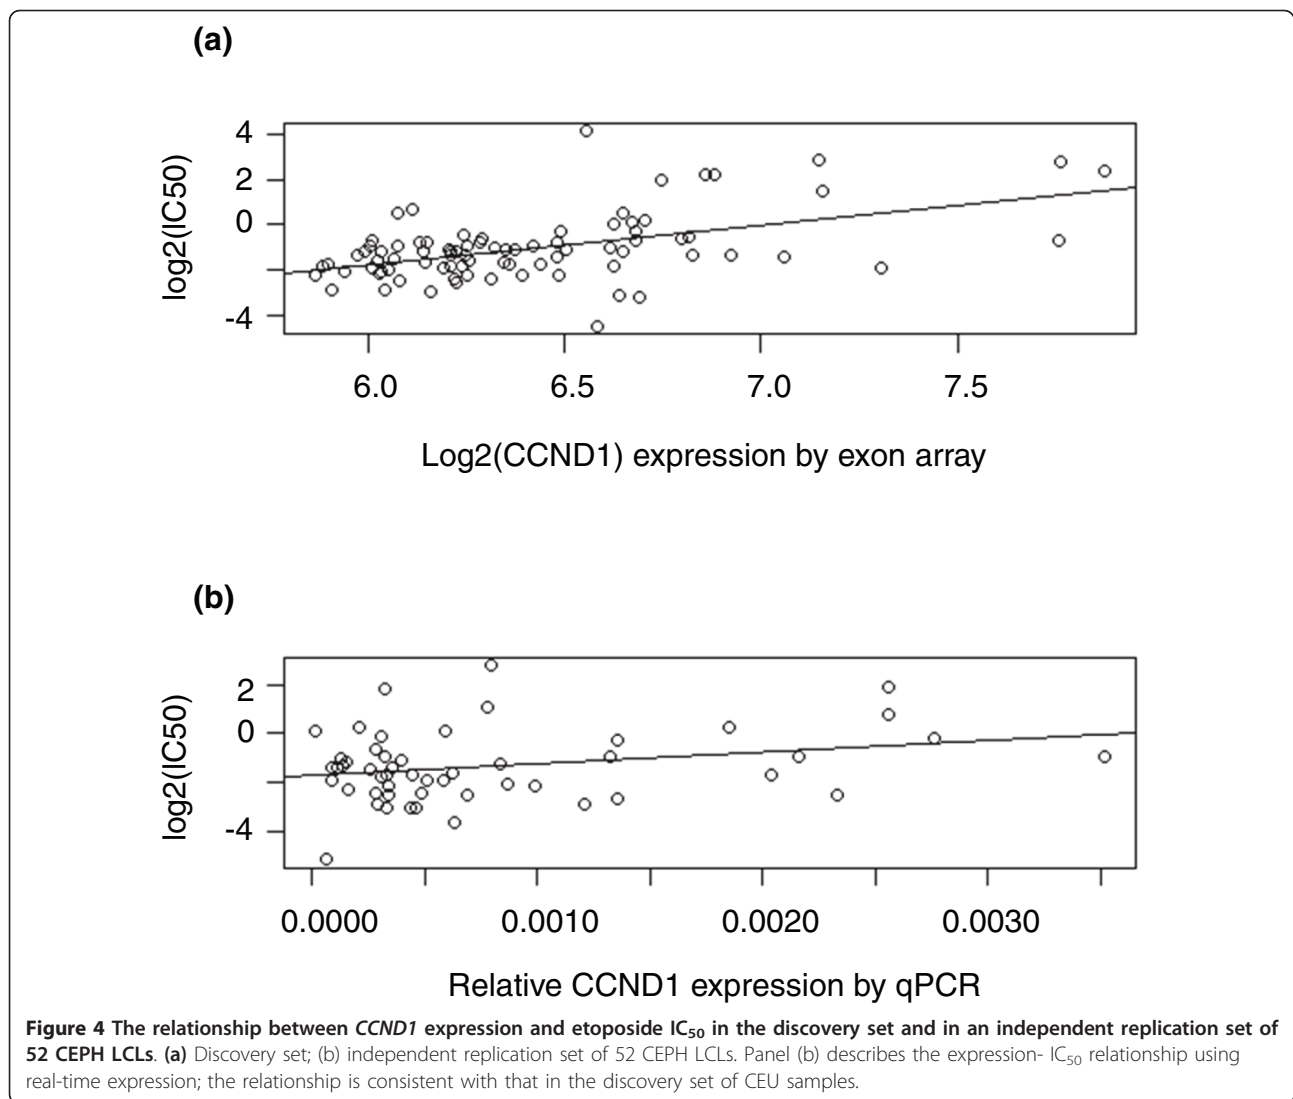 (a)
4
2
0
-4
log2(IC50)
6.0 6.5 7.0 7.5
Log2(CCND1) expression by exon array
(b)
2
0
-4
log2(IC50)
0.0000 0.0010 0.0020 0.0030
Relative CCND1 expression by qPCR
Figure 4 The relationship between CCND1 expression and etoposide IC50 in the discovery set and in an independent replication set of
52 CEPH LCLs. (a) Discovery set; (b) independent replication set of 52 CEPH LCLs. Panel (b) describes the expression- IC50 relationship using
real-time expression; the relationship is consistent with that in the discovery set of CEU samples.